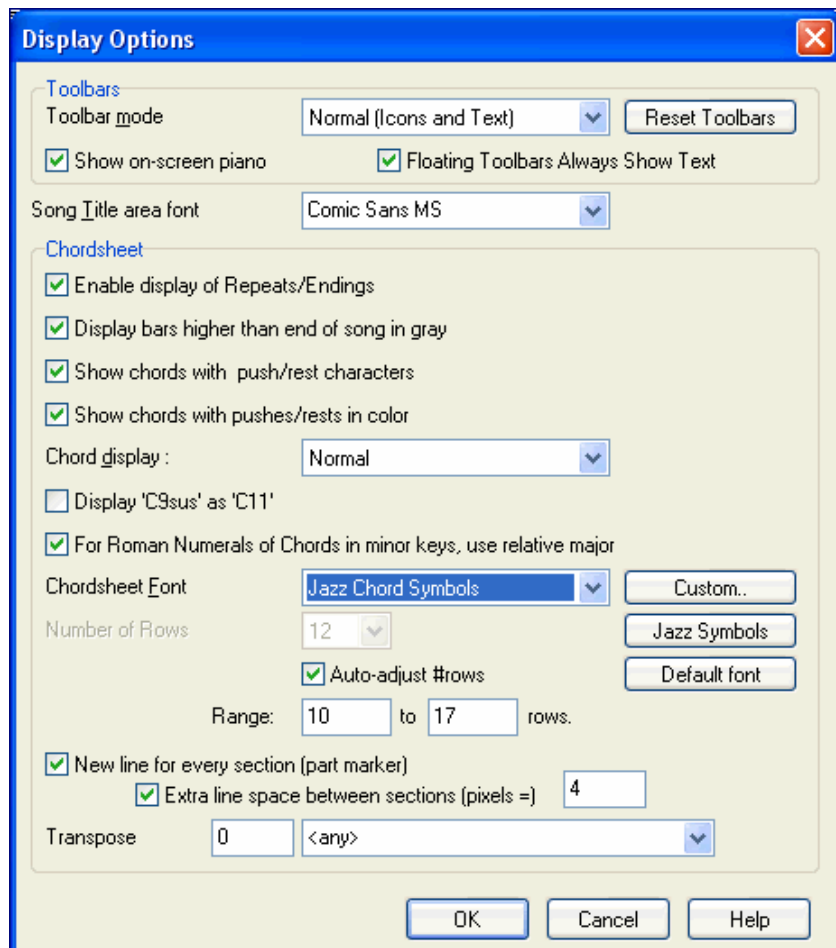 Display Options
Toolbars
Toolbar mode Normal (Icons and Text) Reset Toolbars
Show on-screen piano Floating Toolbars Always Show Text
Song Title area font Comic Sans MS
Chordsheet
Enable display of Repeats/Endings
Display bars higher than end of song in gray
Show chords with push/rest characters
Show chords with pushes/rests in color
Chord display : Normal
Display 'C9sus' as 'C11'
For Roman Numerals of Chords in minor keys, use relative major
Chordsheet Font Jazz Chord Symbols Custom..
Number of Rows 12 Jazz Symbols
Auto-adjust #rows Default font
Range: 10 to 17 rows.
New line for every section (part marker)
Extra line space between sections (pixels =) 4
Transpose 0 <any>
OK Cancel Help